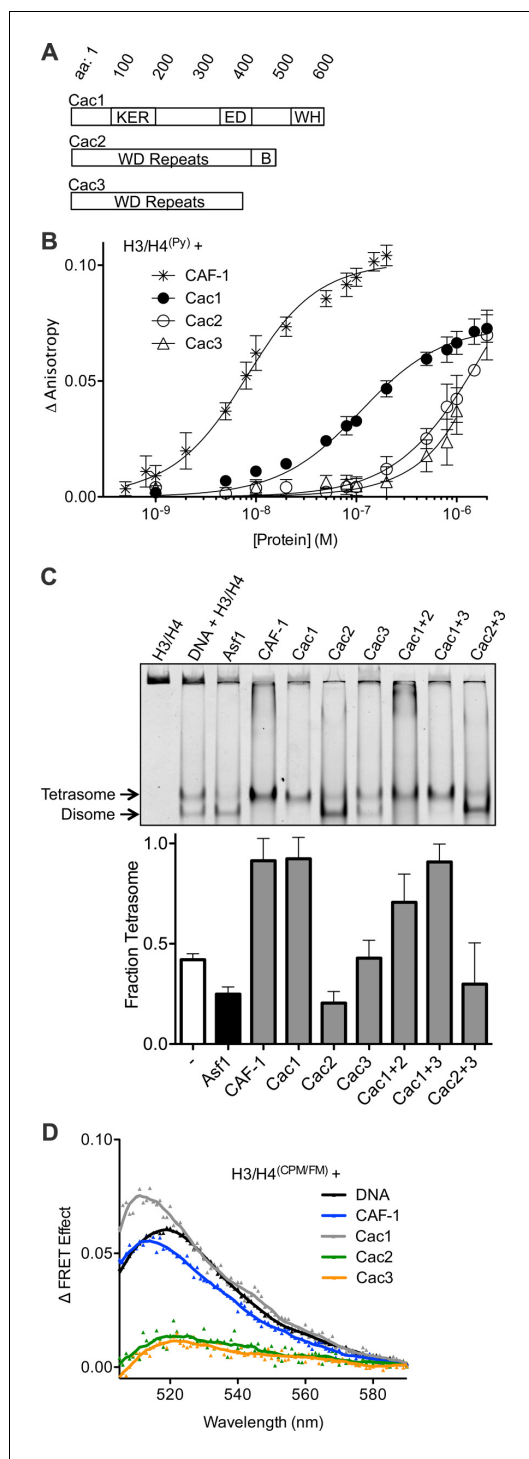 A
aa: 1 100 200 300 400 500 600
Cac1
KER ED WH
Cac2
WD Repeats B
Cac3
WD Repeats
B
H3/H4(Py) +
CAF-1
Cac1
Cac2
Cac3
0.10
0.05
0.00
Δ Anisotropy
10-9 10-8 10-7 10-6
[Protein] (M)
C
H3/H4 DNA + H3/H4 Asf1 CAF-1 Cac1 Cac2 Cac3 Cac1+2 Cac1+3 Cac2+3
Tetrasome
Disome
1.0
0.5
1.0
Fraction Tetrasome
- Asf1 CAF-1 Cac1 Cac2 Cac3 Cac1+2 Cac1+3 Cac2+3
D
H3/H4(CPM/FM) +
DNA
CAF-1
Cac1
Cac2
Cac3
0.10
0.05
0.00
Δ FRET Effect
520 540 560 580
Wavelength (nm)